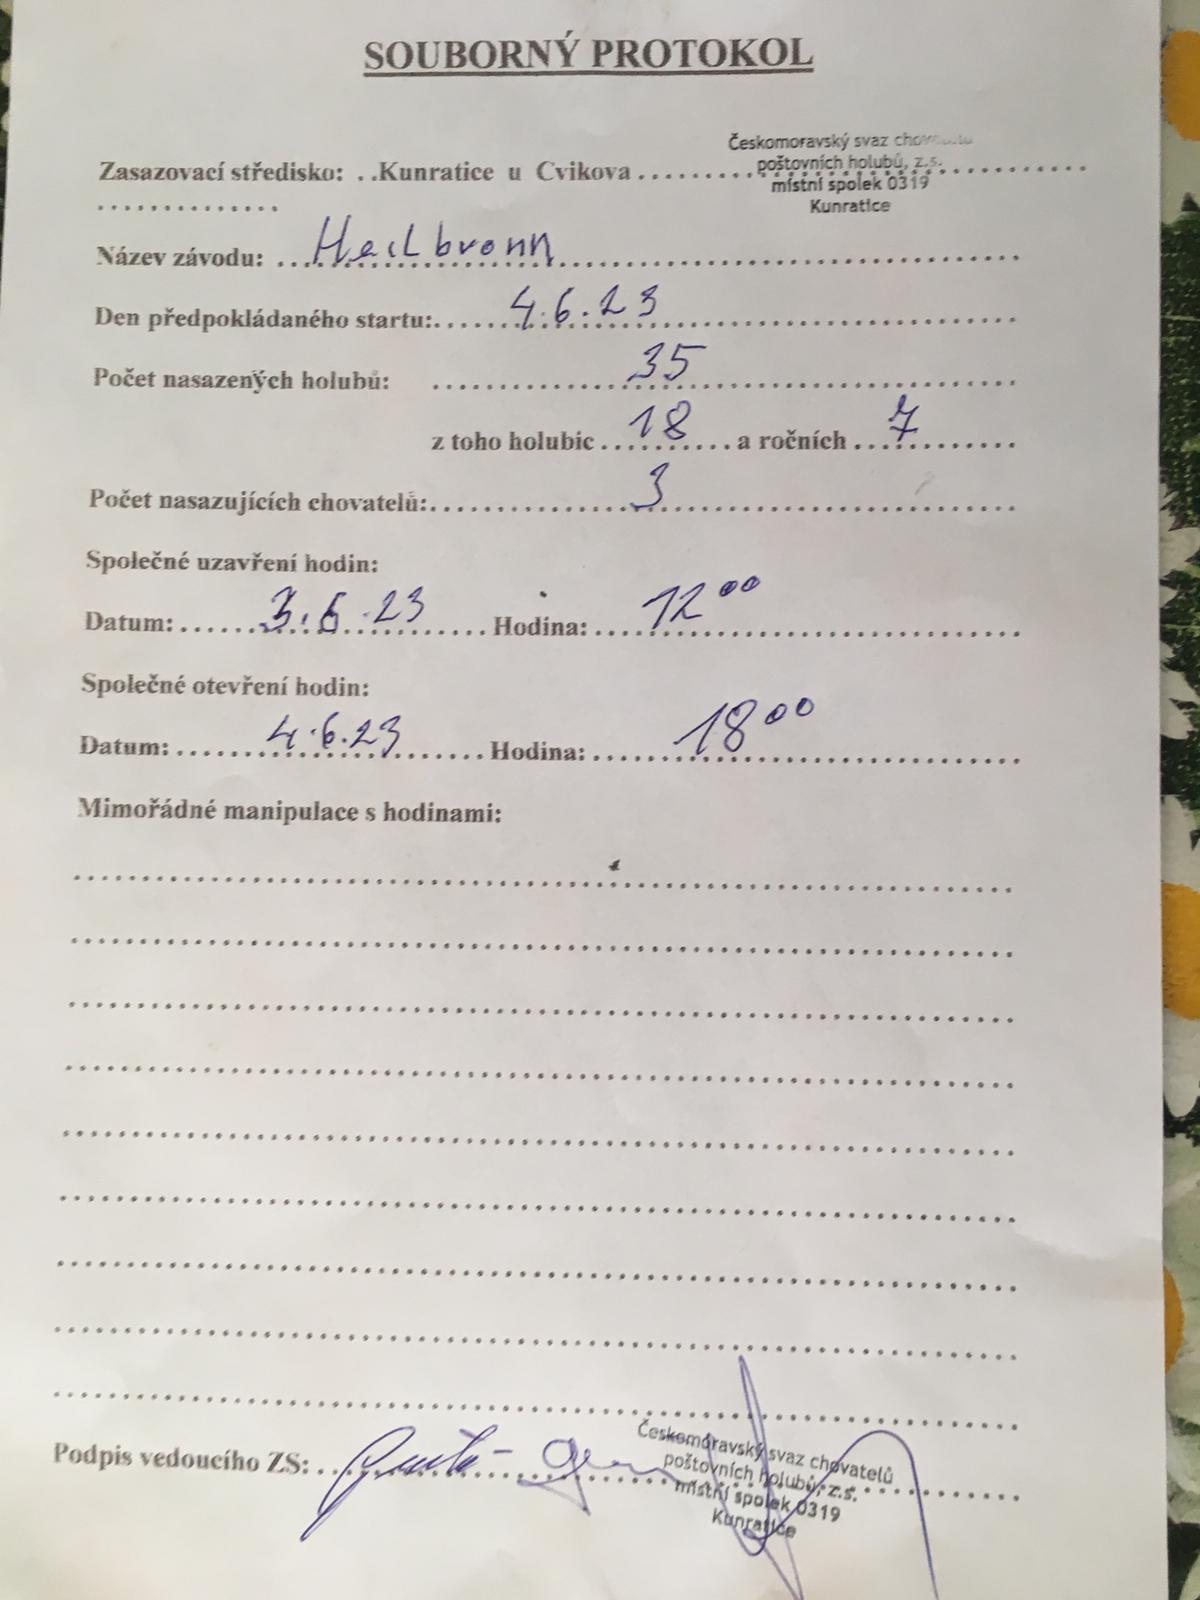 SOUBORNÝ PROTOKOL
Českomoravský svaz chovatelů
poštovních holubů, z.s.
místní spolek 0319
Kunratice
Zasazovací středisko: ..Kunratice u Cvikova
Název závodu: Heilbronn
Den předpokládaného startu: 4.6.23
Počet nasazených holubů: 35
z toho holubic 18 a ročních 7
Počet nasazujících chovatelů: 3
Společné uzavření hodin:
Datum: 3.6.23 Hodina: 12⁰⁰
Společné otevření hodin:
Datum: 4.6.23 Hodina: 18⁰⁰
Mimořádné manipulace s hodinami:
Podpis vedoucího ZS:
Českomoravský svaz chovatelů
poštovních holubů, z.s.
místní spolek 0319
Kunratice